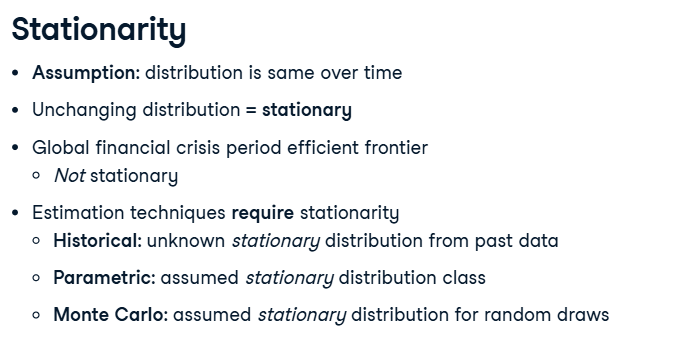 Stationarity
• Assumption: distribution is same over time
• Unchanging distribution = stationary
• Global financial crisis period efficient frontier
○ Not stationary
• Estimation techniques require stationarity
○ Historical: unknown stationary distribution from past data
○ Parametric: assumed stationary distribution class
○ Monte Carlo: assumed stationary distribution for random draws